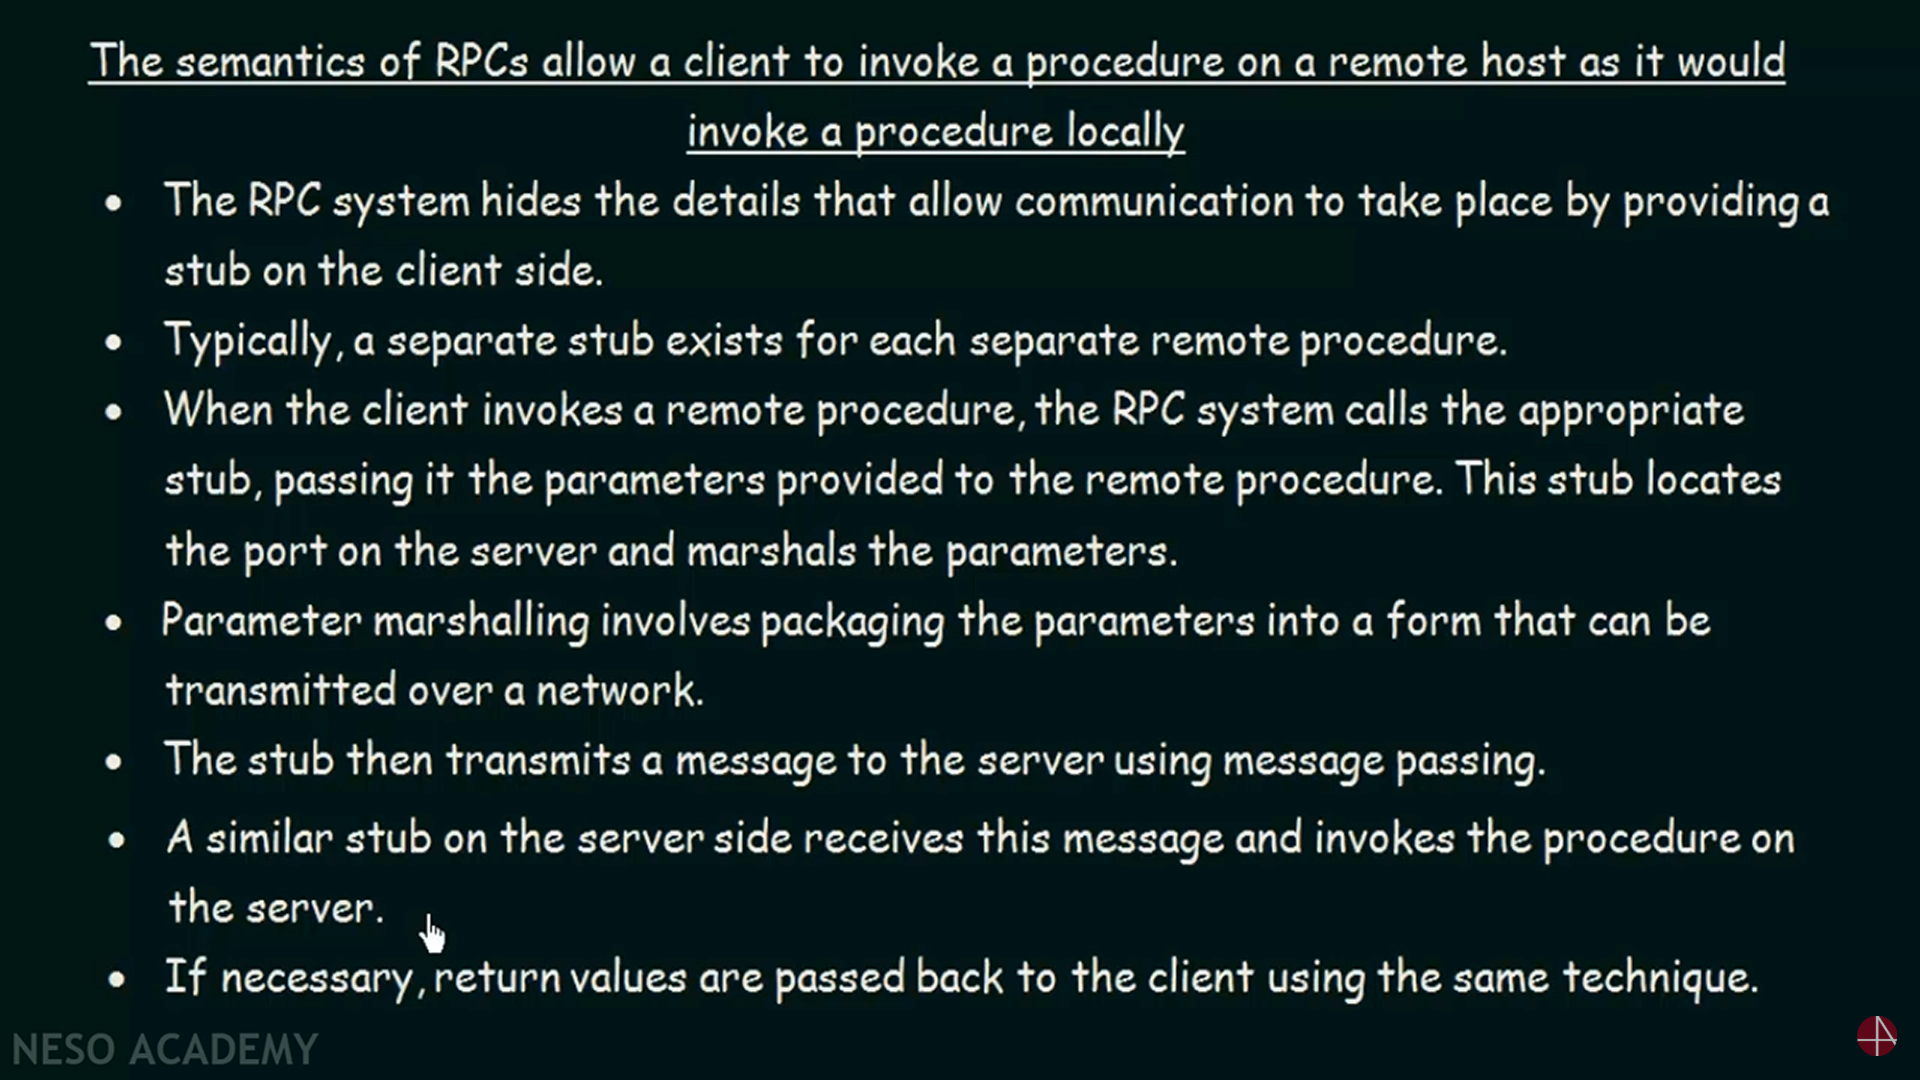 The semantics of RPCs allow a client to invoke a procedure on a remote host as it would
invoke a procedure locally
• The RPC system hides the details that allow communication to take place by providing a
stub on the client side.
• Typically, a separate stub exists for each separate remote procedure.
• When the client invokes a remote procedure, the RPC system calls the appropriate
stub, passing it the parameters provided to the remote procedure. This stub locates
the port on the server and marshals the parameters.
• Parameter marshalling involves packaging the parameters into a form that can be
transmitted over a network.
• The stub then transmits a message to the server using message passing.
• A similar stub on the server side receives this message and invokes the procedure on
the server.
• If necessary, return values are passed back to the client using the same technique.
NESO ACADEMY